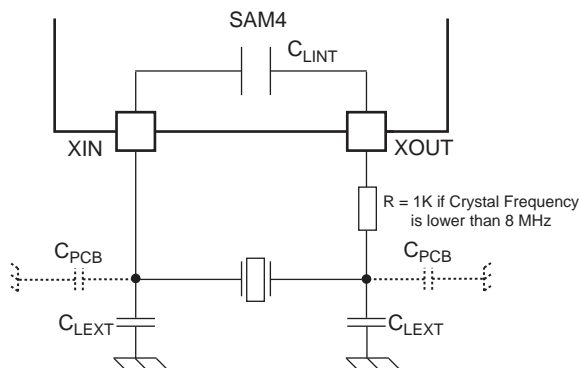 SAM4
CLINT
XIN
XOUT
R = 1K if Crystal Frequency
is lower than 8 MHz
CPCB
CPCB
CLEXT
CLEXT